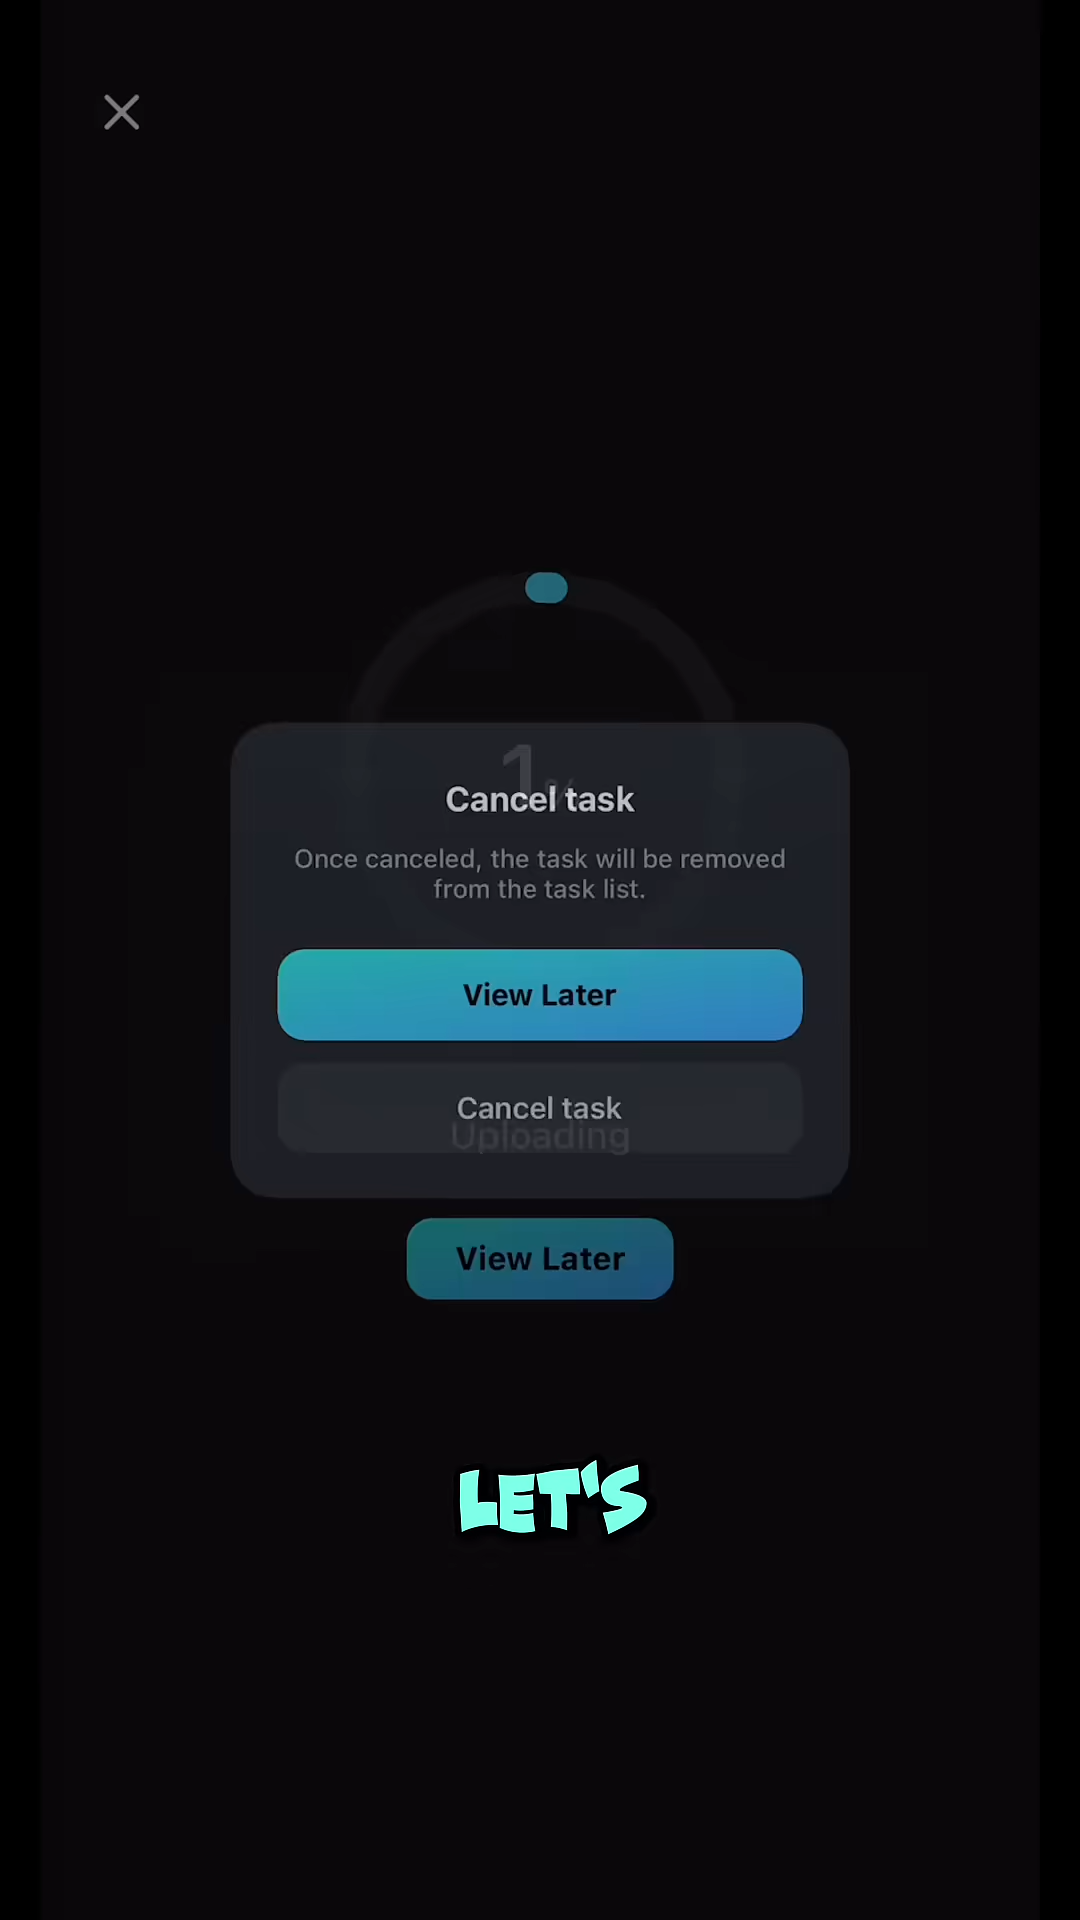 1%
Cancel task
Once canceled, the task will be removed
from the task list.
View Later
Cancel task
Uploading
View Later
LET'S